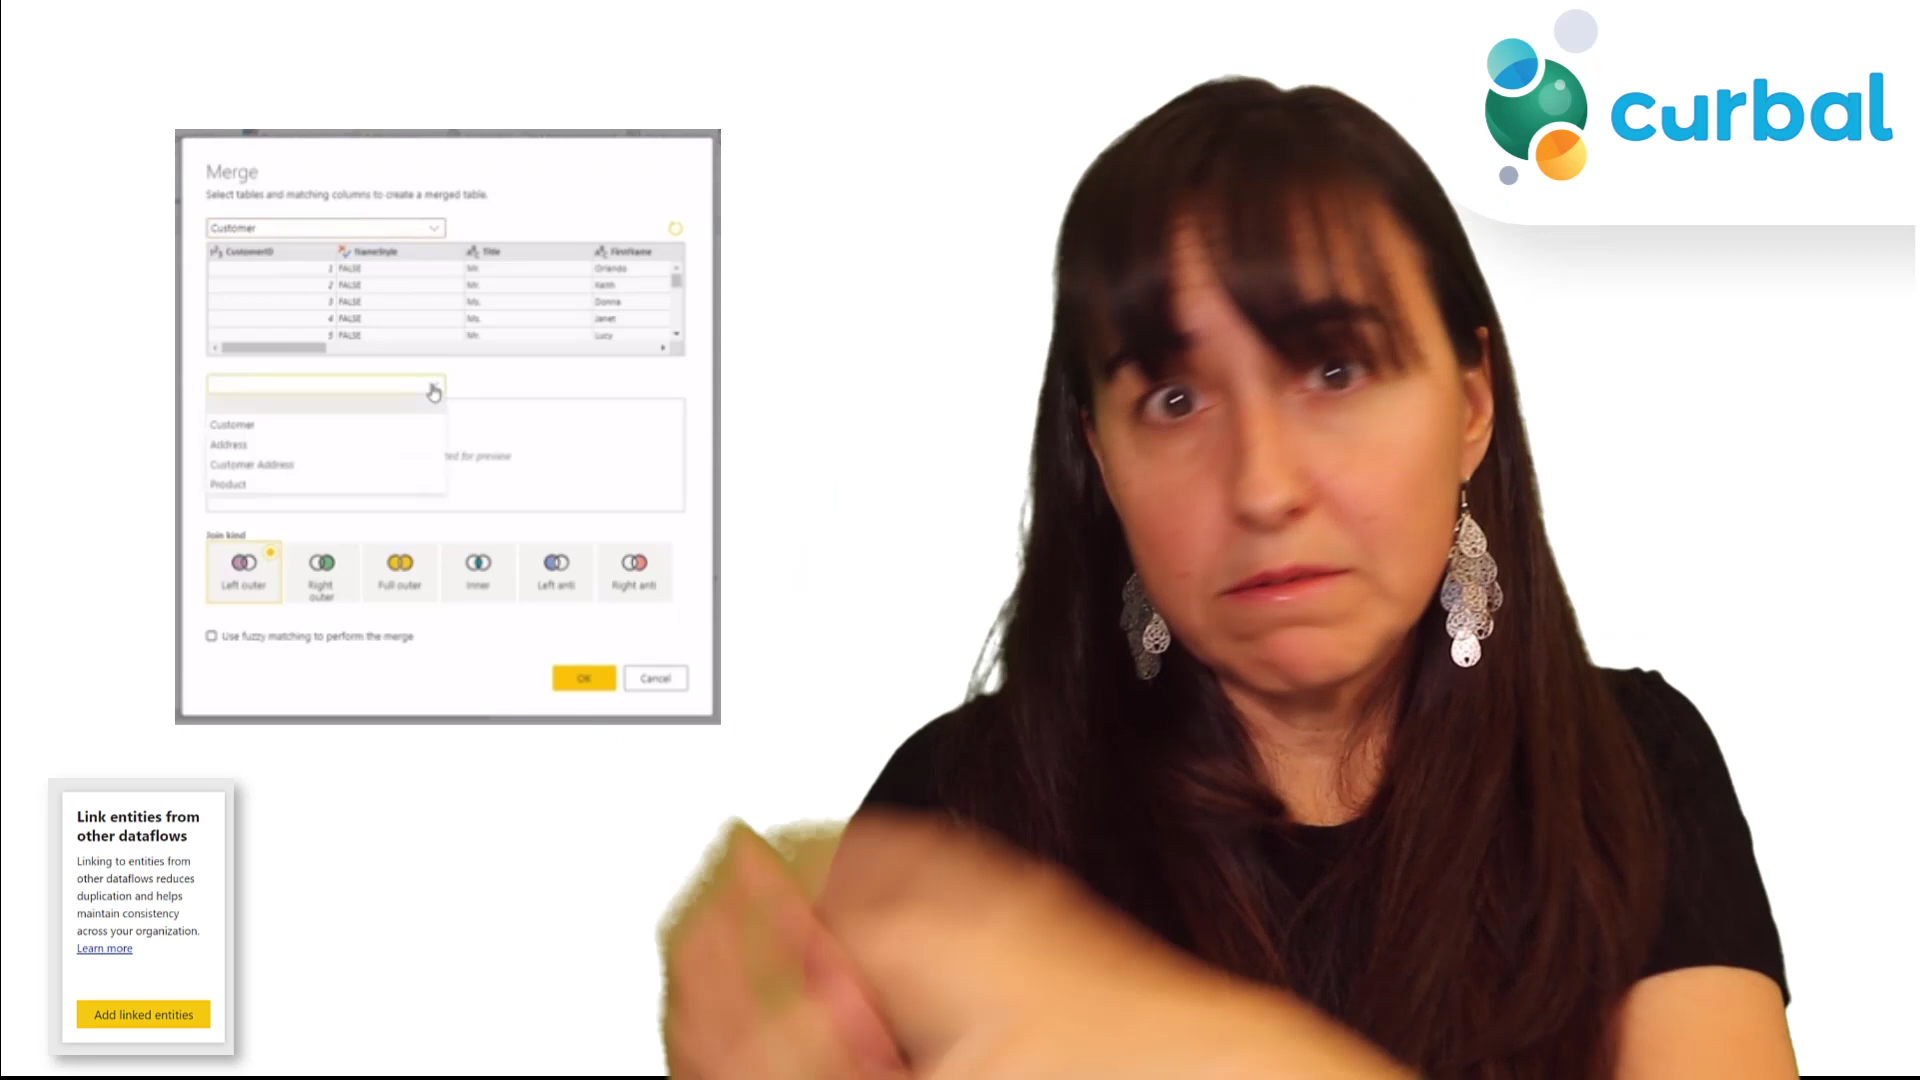 curbal
Merge
Select tables and matching columns to create a merged table.
Customer
CustomerID NameStyle Title FirstName
1 FALSE Mr. Orlando
2 FALSE Mr. Keith
3 FALSE Ms. Donna
4 FALSE Ms. Janet
5 FALSE Mr. Lucy
Customer
Address
Customer Address
Product
ted for preview
Join kind
Left outer
Right
outer
Full outer
Inner
Left anti
Right anti
Use fuzzy matching to perform the merge
OK
Cancel
Link entities from
other dataflows
Linking to entities from
other dataflows reduces
duplication and helps
maintain consistency
across your organization.
Learn more
Add linked entities